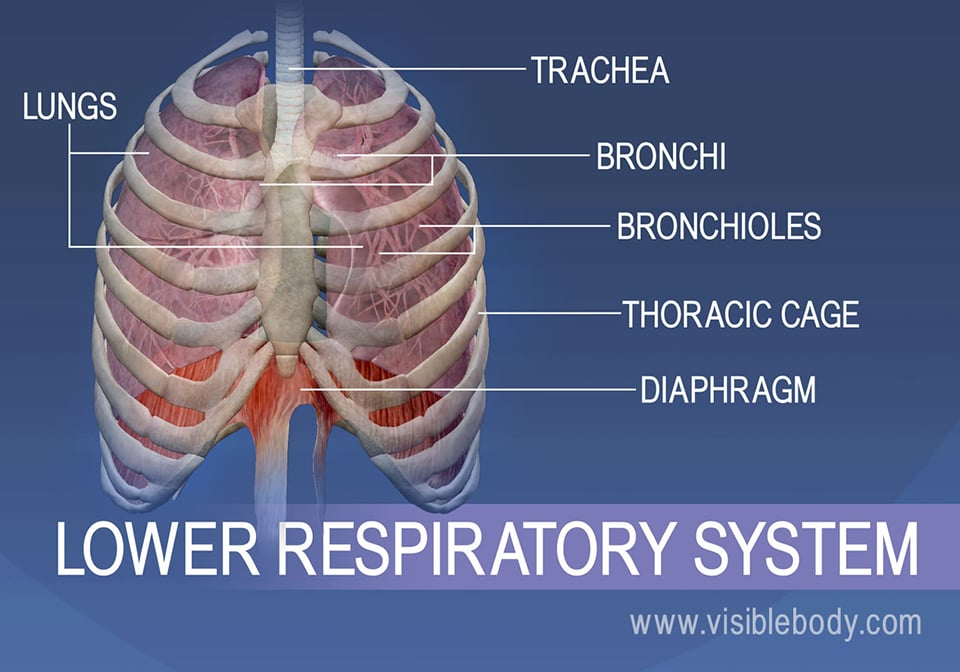 TRACHEA
LUNGS
BRONCHI
BRONCHIOLES
THORACIC CAGE
DIAPHRAGM
LOWER RESPIRATORY SYSTEM
www.visiblebody.com